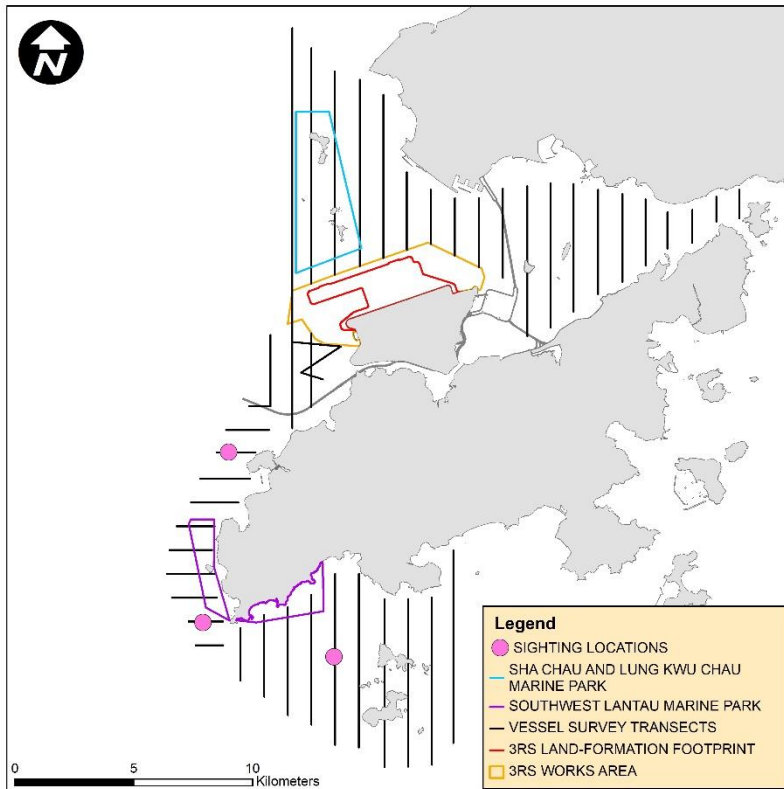 N
Legend
SIGHTING LOCATIONS
SHA CHAU AND LUNG KWU CHAU
MARINE PARK
SOUTHWEST LANTAU MARINE PARK
VESSEL SURVEY TRANSECTS
3RS LAND-FORMATION FOOTPRINT
3RS WORKS AREA
0 5 10
Kilometers